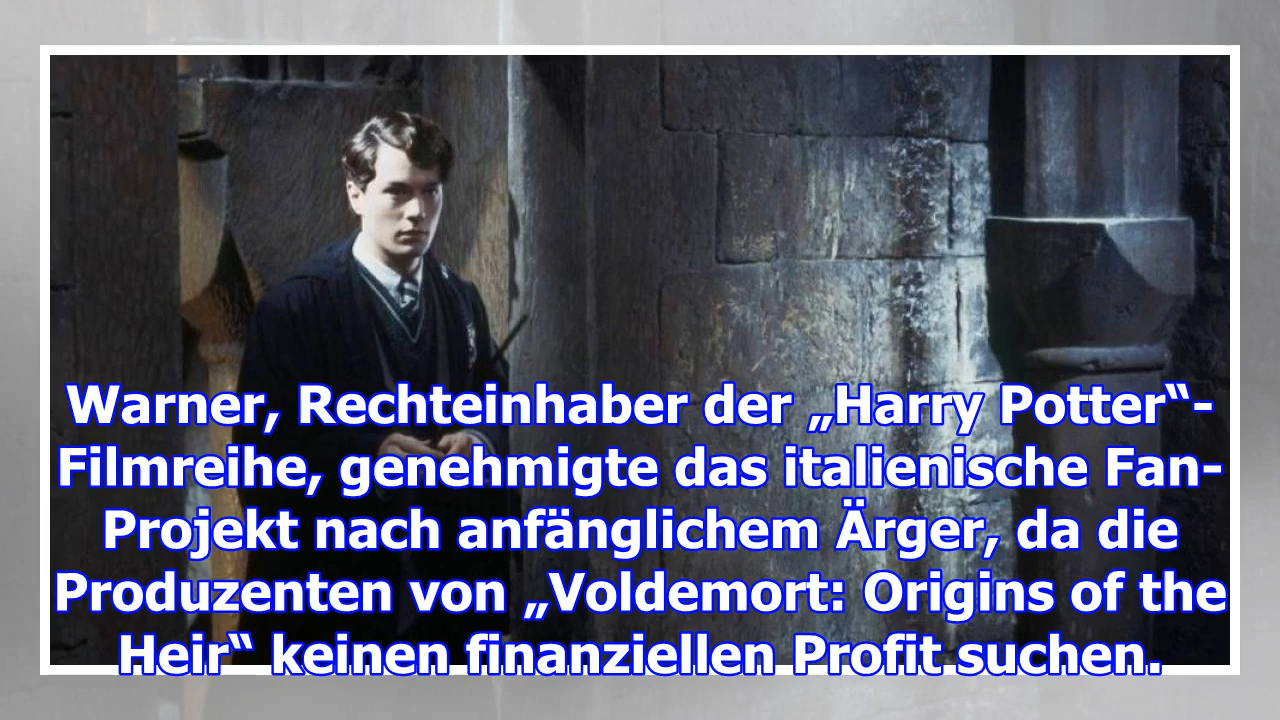 Warner, Rechteinhaber der „Harry Potter“-
Filmreihe, genehmigte das italienische Fan-
Projekt nach anfänglichem Ärger, da die
Produzenten von „Voldemort: Origins of the
Heir“ keinen finanziellen Profit suchen.